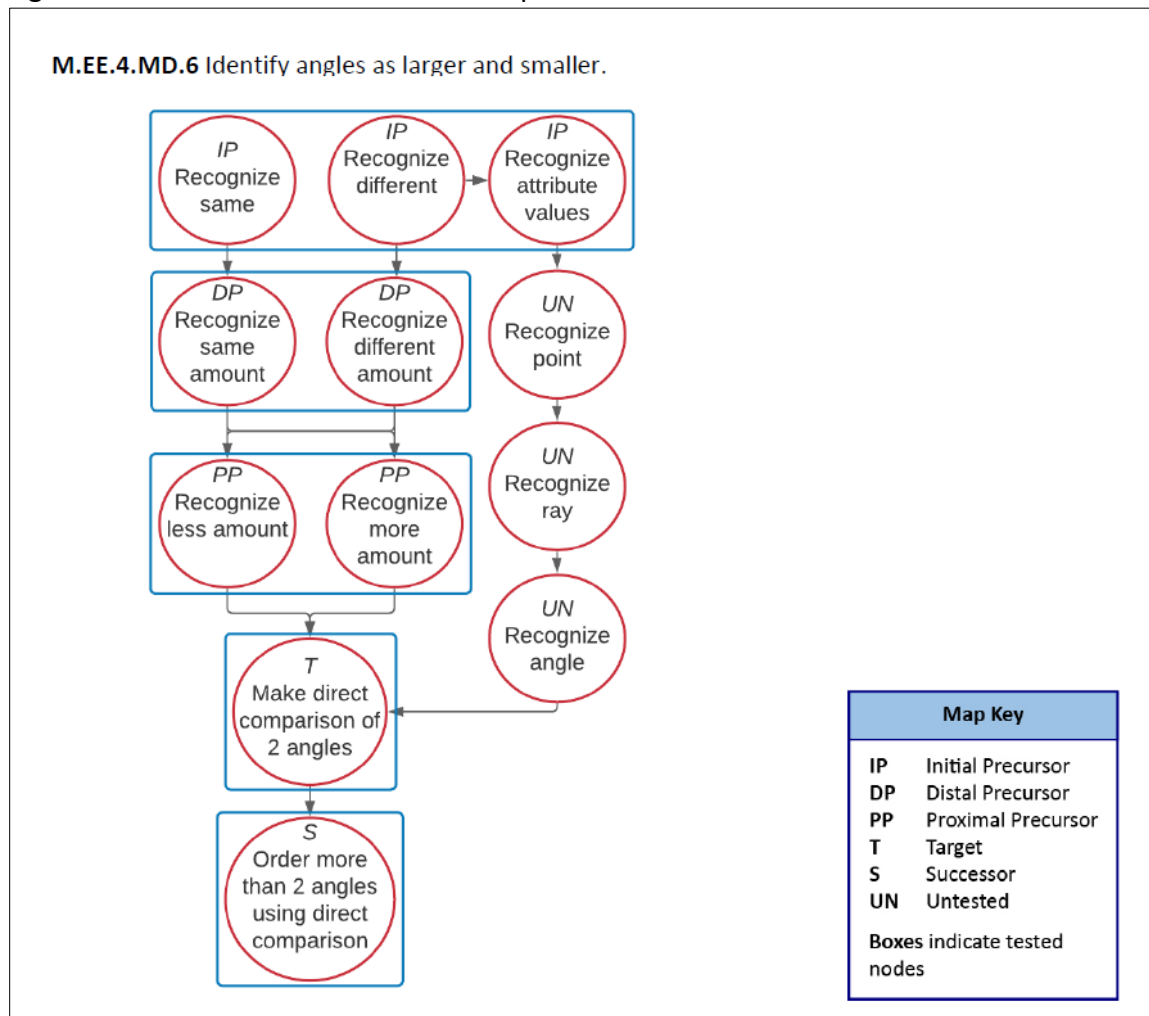 M.EE.4.MD.6 Identify angles as larger and smaller.
IP
Recognize
same
IP
Recognize
different
IP
Recognize
attribute
values
DP
Recognize
same
amount
DP
Recognize
different
amount
UN
Recognize
point
PP
Recognize
less amount
PP
Recognize
more
amount
UN
Recognize
ray
UN
Recognize
angle
T
Make direct
comparison of
2 angles
S
Order more
than 2 angles
using direct
comparison
Map Key
IP Initial Precursor
DP Distal Precursor
PP Proximal Precursor
T Target
S Successor
UN Untested
Boxes indicate tested
nodes